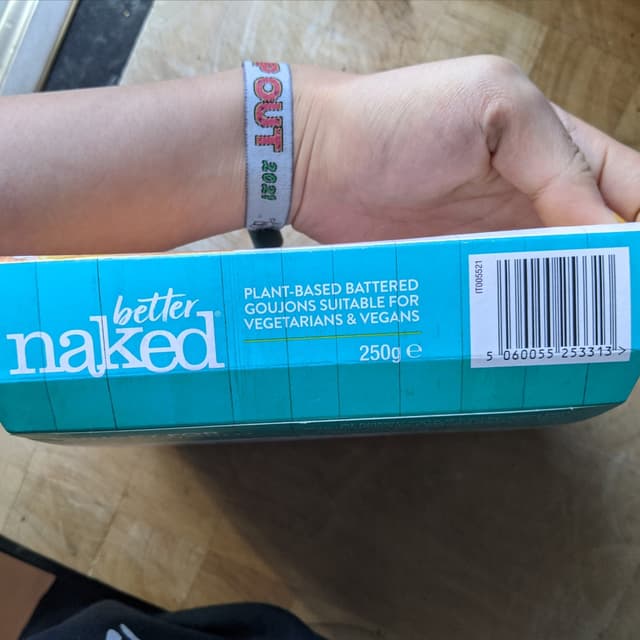 POUT 2021
better
naked
PLANT-BASED BATTERED
GOUJONS SUITABLE FOR
VEGETARIANS & VEGANS
250g e
IT005521
5 060055 253313 >